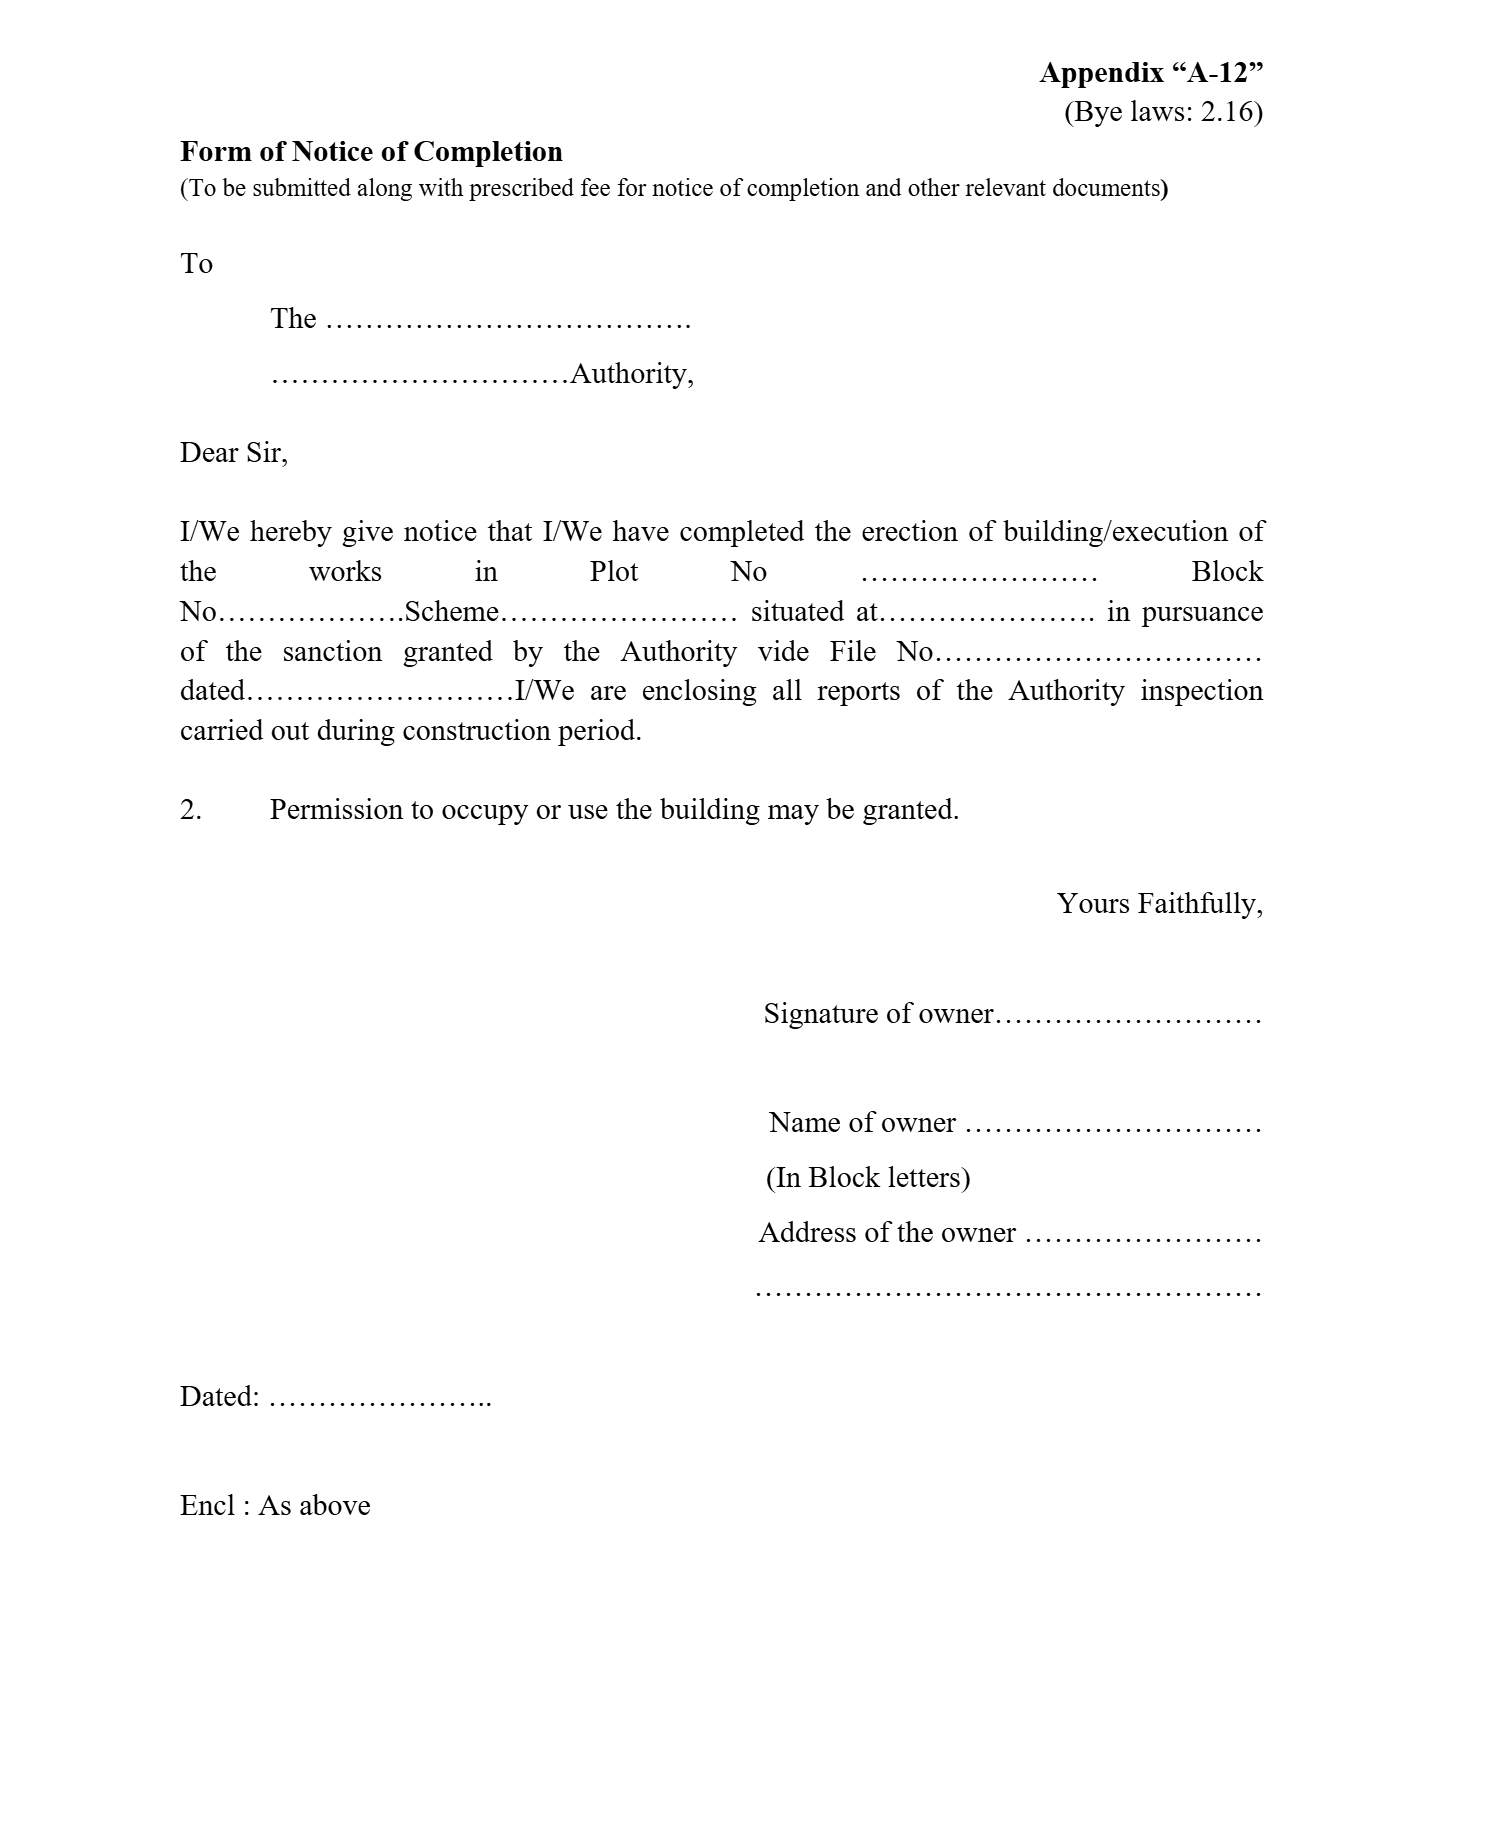 Appendix “A-12”
(Bye laws: 2.16)
Form of Notice of Completion
(To be submitted along with prescribed fee for notice of completion and other relevant documents)
To
The ……………………………….
…………………………Authority,
Dear Sir,
I/We hereby give notice that I/We have completed the erection of building/execution of
the works in Plot No …………………… Block
No……………….Scheme…………………… situated at…………………. in pursuance
of the sanction granted by the Authority vide File No……………………………
dated………………………I/We are enclosing all reports of the Authority inspection
carried out during construction period.
2. Permission to occupy or use the building may be granted.
Yours Faithfully,
Signature of owner………………………
Name of owner …………………………
(In Block letters)
Address of the owner ……………………
……………………………………………
Dated: …………………..
Encl : As above